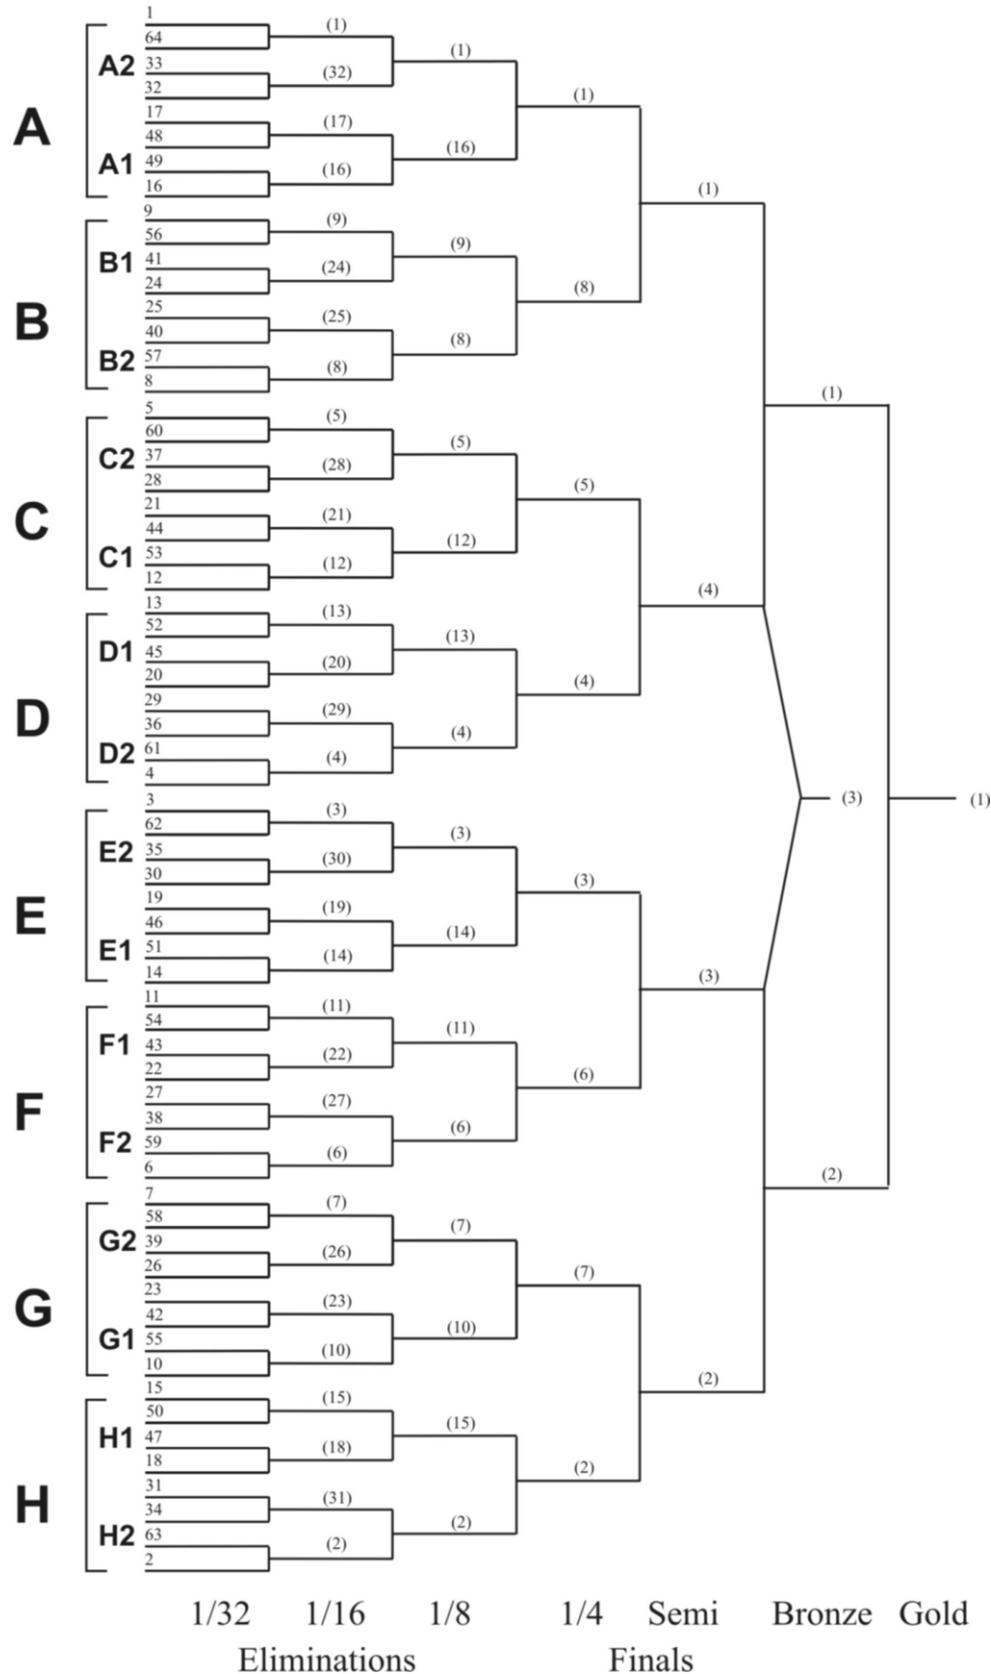 1 (1)
64 (1)
A2 33 (32)
32 (1)
A 17 (17)
48 (16)
A1 49 (16)
16 (1)
9 (9)
56 (9)
B1 41 (24)
24 (8)
B 25 (25)
40 (8)
B2 57 (8)
8 (1)
5 (5)
60 (5)
C2 37 (28)
28 (5)
C 21 (21)
44 (12)
C1 53 (12)
12 (4)
13 (13)
52 (13)
D1 45 (20)
20 (4)
D 29 (29)
36 (4)
D2 61 (4)
4
3 (3) (3) (1)
62 (3)
E2 35 (30)
30 (3)
E 19 (19)
46 (14)
E1 51 (14)
14 (3)
11 (11)
54 (11)
F1 43 (22)
22 (6)
F 27 (27)
38 (6)
F2 59 (6)
6 (2)
7 (7)
58 (7)
G2 39 (26)
26 (7)
G 23 (23)
42 (10)
G1 55 (10)
10 (2)
15 (15)
50 (15)
H1 47 (18)
18 (2)
H 31 (31)
34 (2)
H2 63 (2)
2
1/32 1/16 1/8 1/4 Semi Bronze Gold
Eliminations Finals